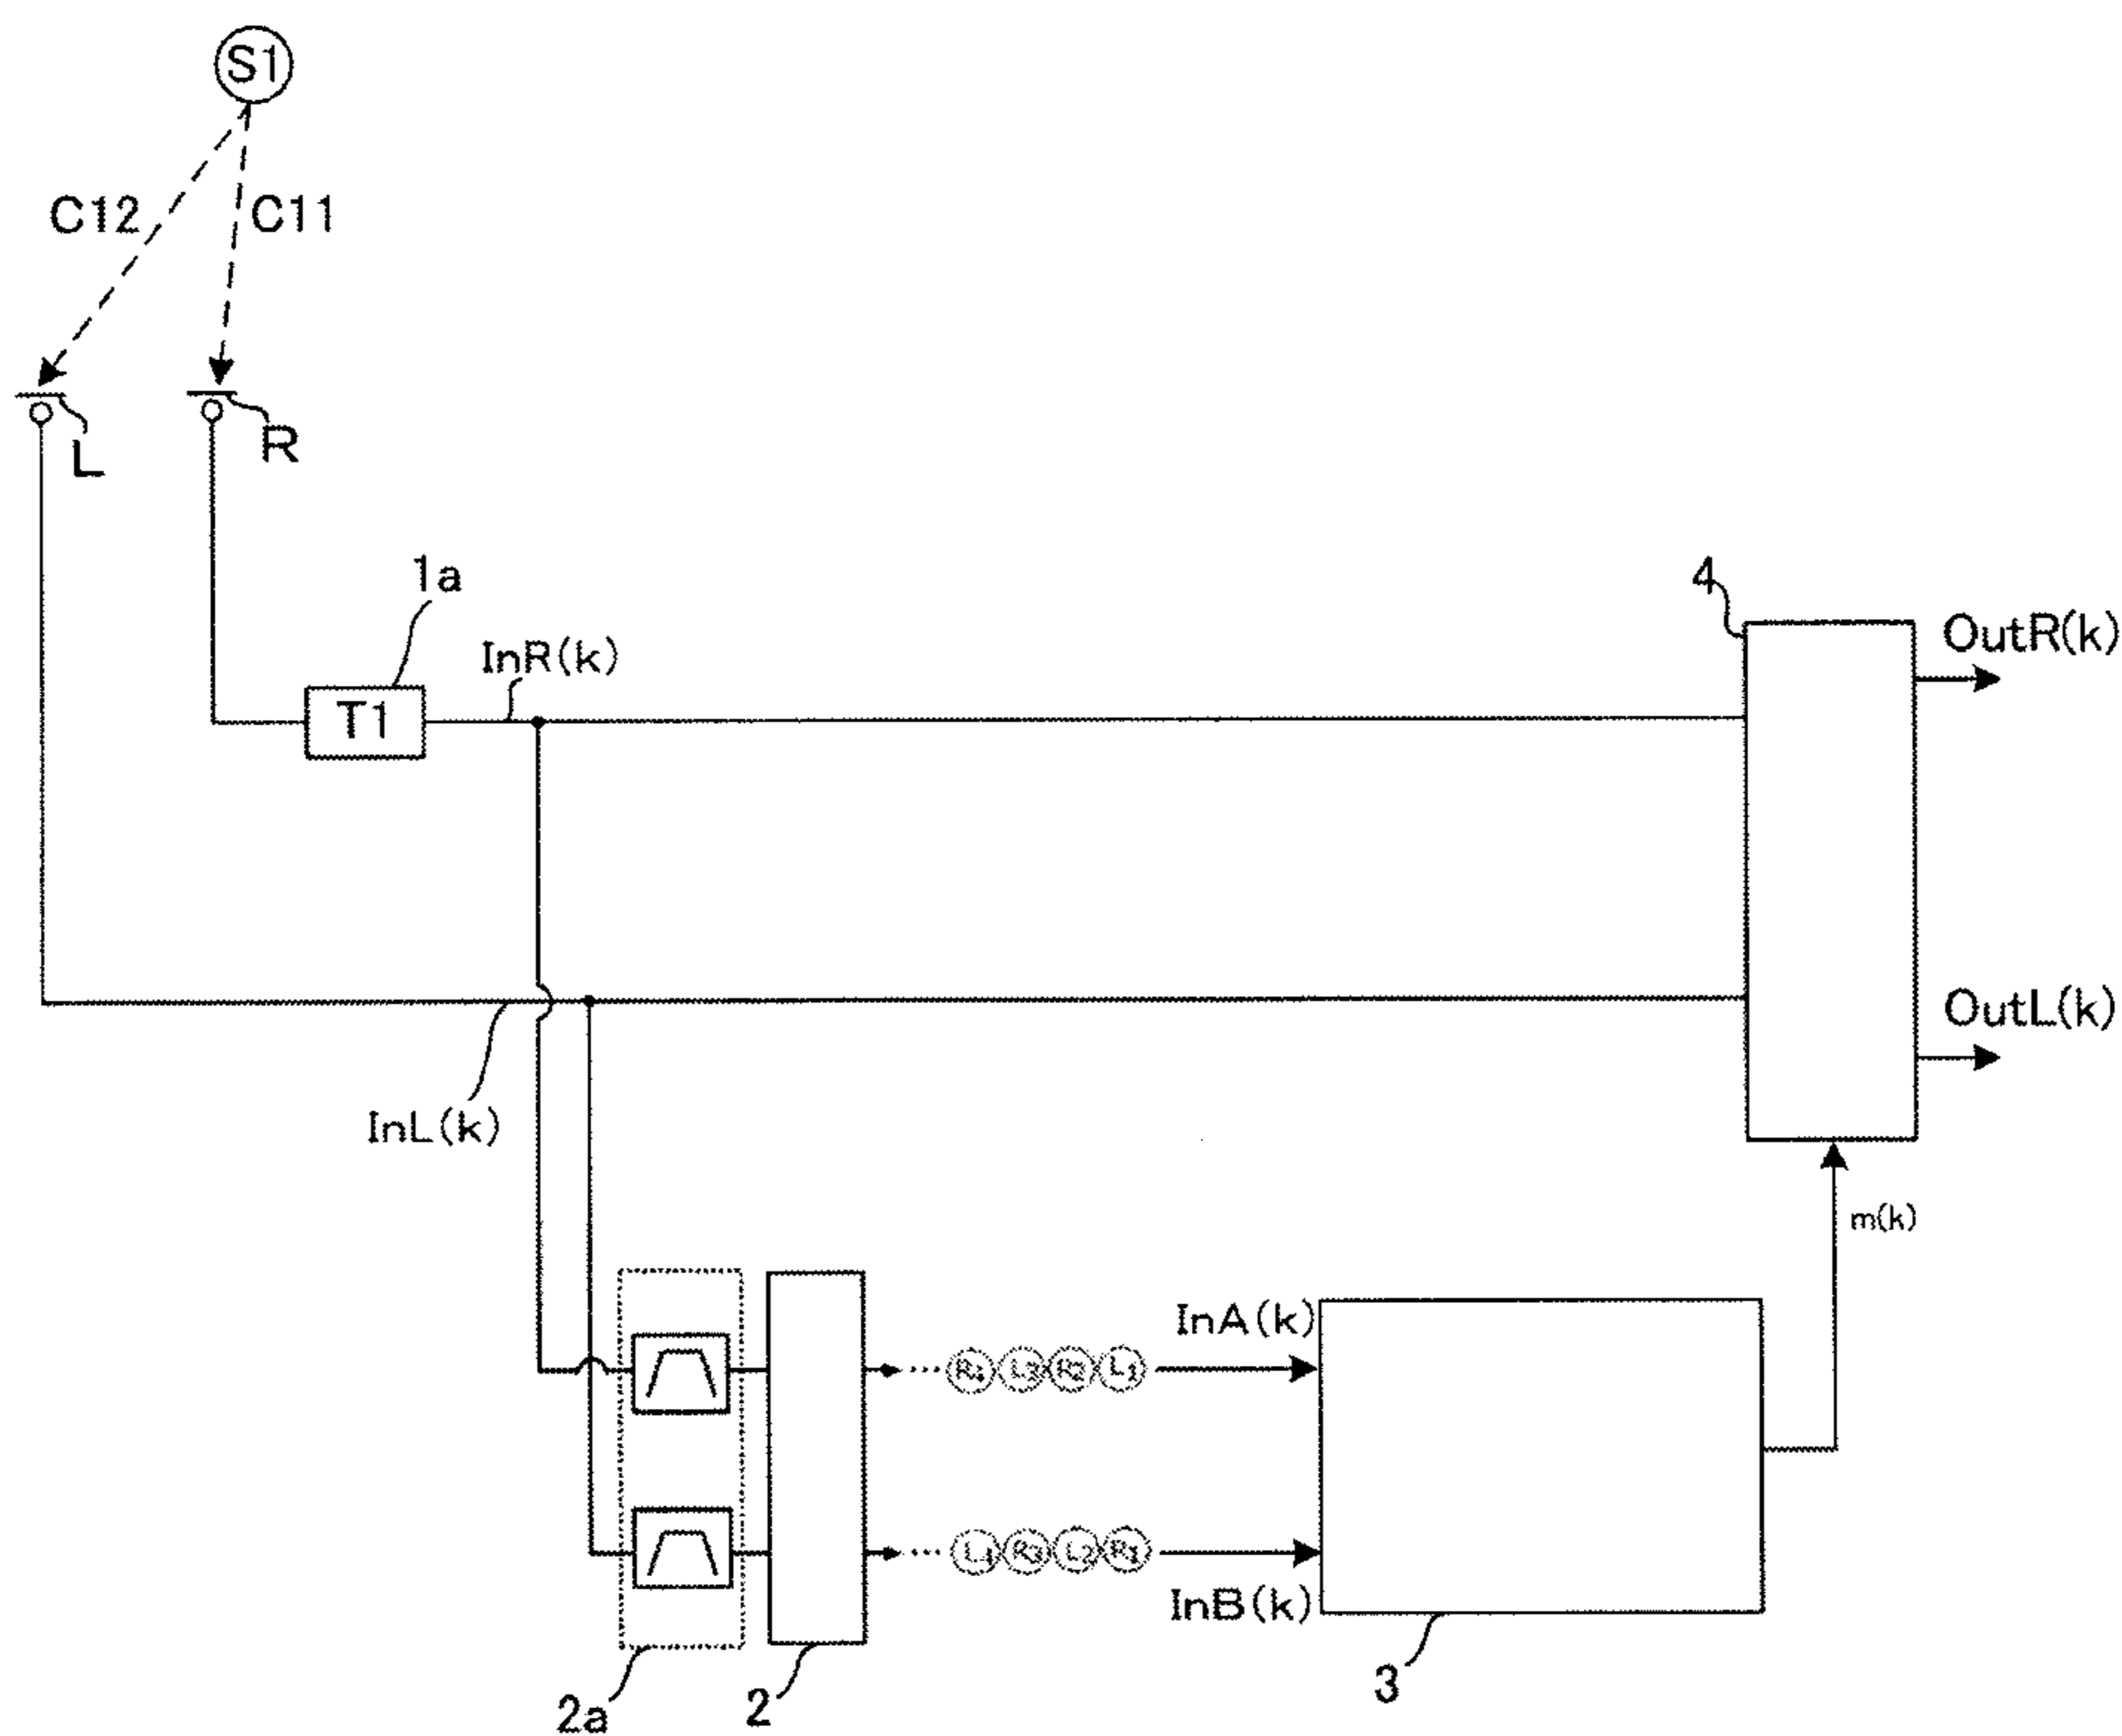 S1
C12
C11
L
R
1a
T1
InR(k)
4
OutR(k)
OutL(k)
InL(k)
m(k)
InA(k)
... R4 L3 R2 L1
... L4 R3 L2 R1
InB(k)
2a
2
3